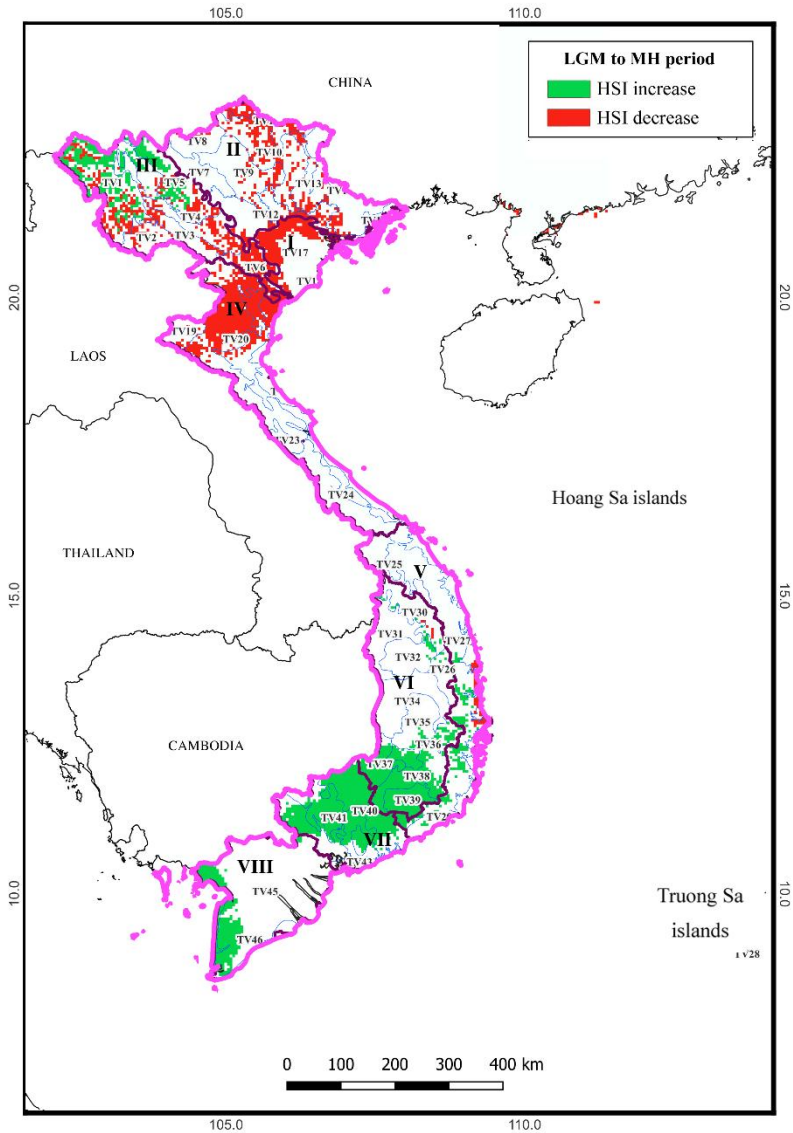 105.0
110.0
LGM to MH period
HSI increase
HSI decrease
CHINA
TV8
II
TV10
III
TV7
TV9
TV1
TV5
TV13
TV4
TV12
TV2
TV3
I
TV17
TV6
TV1
20.0
20.0
IV
TV19
TV20
LAOS
TV23
TV24
Hoang Sa islands
THAILAND
TV25
V
15.0
15.0
TV30
TV31
TV27
TV32
TV26
VI
TV34
TV35
TV36
CAMBODIA
TV37
TV38
TV39
TV40
TV41
VII
TV43
VIII
TV45
10.0
10.0
TV46
Truong Sa
islands
TV28
0 100 200 300 400 km
105.0
110.0